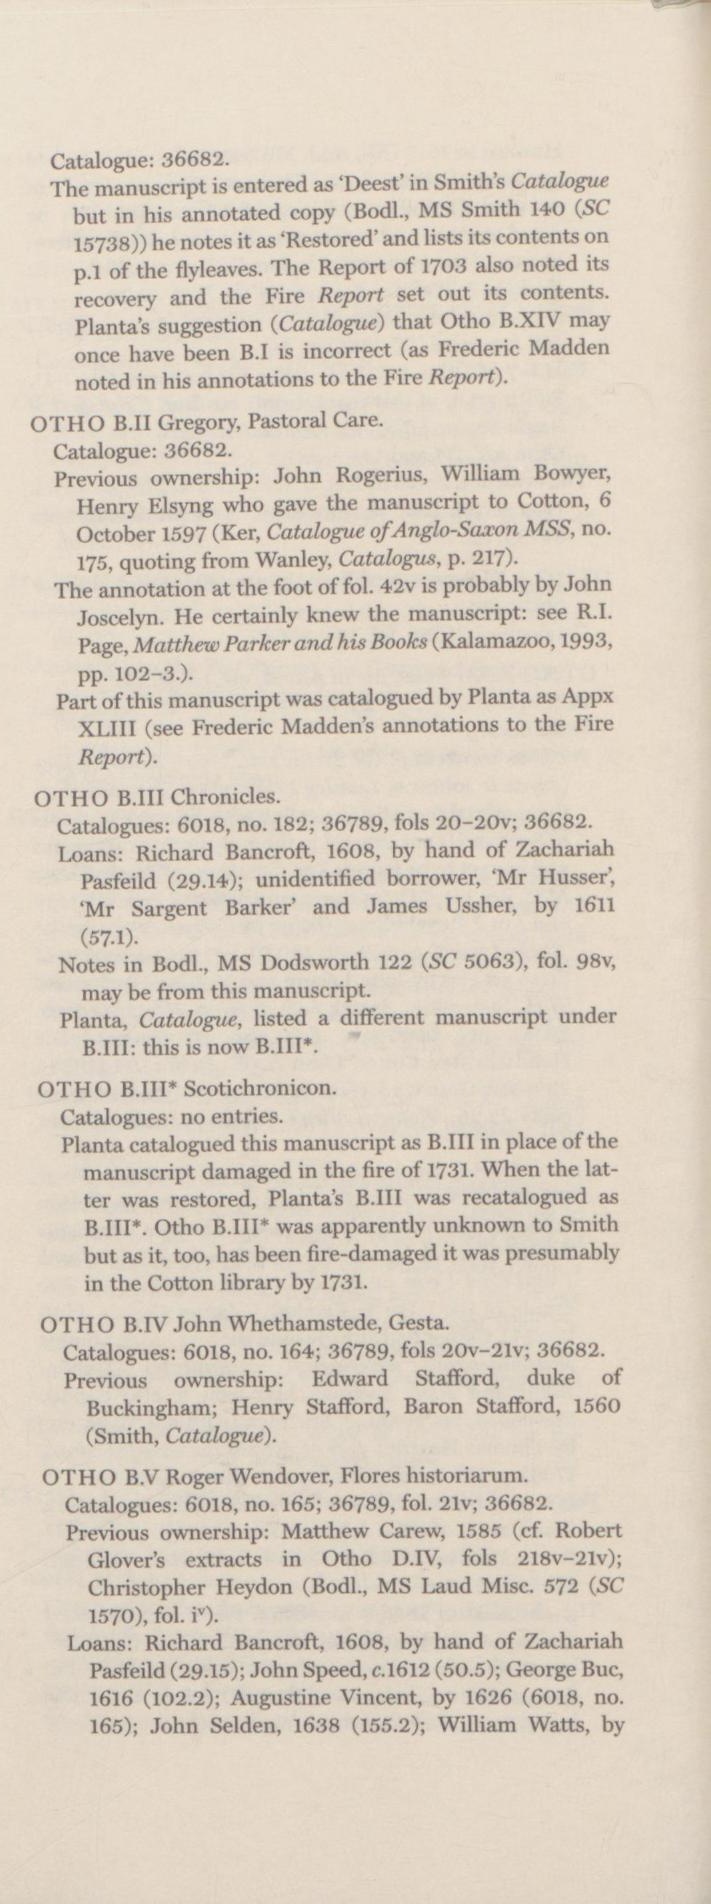 Catalogue: 36682.
The manuscript is entered as ‘Deest’ in Smith’s Catalogue
but in his annotated copy (Bodl., MS Smith 140 (SC
15738)) he notes it as ‘Restored’ and lists its contents on
p.1 of the flyleaves. The Report of 1703 also noted its
recovery and the Fire Report set out its contents.
Planta’s suggestion (Catalogue) that Otho B.XIV may
once have been B.I is incorrect (as Frederic Madden
noted in his annotations to the Fire Report).
OTHO B.II Gregory, Pastoral Care.
Catalogue: 36682.
Previous ownership: John Rogerius, William Bowyer,
Henry Elsyng who gave the manuscript to Cotton, 6
October 1597 (Ker, Catalogue of Anglo-Saxon MSS, no.
175, quoting from Wanley, Catalogus, p. 217).
The annotation at the foot of fol. 42v is probably by John
Joscelyn. He certainly knew the manuscript: see R.I.
Page, Matthew Parker and his Books (Kalamazoo, 1993,
pp. 102–3.).
Part of this manuscript was catalogued by Planta as Appx
XLIII (see Frederic Madden’s annotations to the Fire
Report).
OTHO B.III Chronicles.
Catalogues: 6018, no. 182; 36789, fols 20–20v; 36682.
Loans: Richard Bancroft, 1608, by hand of Zachariah
Pasfeild (29.14); unidentified borrower, ‘Mr Husser’,
‘Mr Sargent Barker’ and James Ussher, by 1611
(57.1).
Notes in Bodl., MS Dodsworth 122 (SC 5063), fol. 98v,
may be from this manuscript.
Planta, Catalogue, listed a different manuscript under
B.III: this is now B.III*.
OTHO B.III* Scotichronicon.
Catalogues: no entries.
Planta catalogued this manuscript as B.III in place of the
manuscript damaged in the fire of 1731. When the lat-
ter was restored, Planta’s B.III was recatalogued as
B.III*. Otho B.III* was apparently unknown to Smith
but as it, too, has been fire-damaged it was presumably
in the Cotton library by 1731.
OTHO B.IV John Whethamstede, Gesta.
Catalogues: 6018, no. 164; 36789, fols 20v–21v; 36682.
Previous ownership: Edward Stafford, duke of
Buckingham; Henry Stafford, Baron Stafford, 1560
(Smith, Catalogue).
OTHO B.V Roger Wendover, Flores historiarum.
Catalogues: 6018, no. 165; 36789, fol. 21v; 36682.
Previous ownership: Matthew Carew, 1585 (cf. Robert
Glover’s extracts in Otho D.IV, fols 218v–21v);
Christopher Heydon (Bodl., MS Laud Misc. 572 (SC
1570), fol. iᵛ).
Loans: Richard Bancroft, 1608, by hand of Zachariah
Pasfeild (29.15); John Speed, c.1612 (50.5); George Buc,
1616 (102.2); Augustine Vincent, by 1626 (6018, no.
165); John Selden, 1638 (155.2); William Watts, by